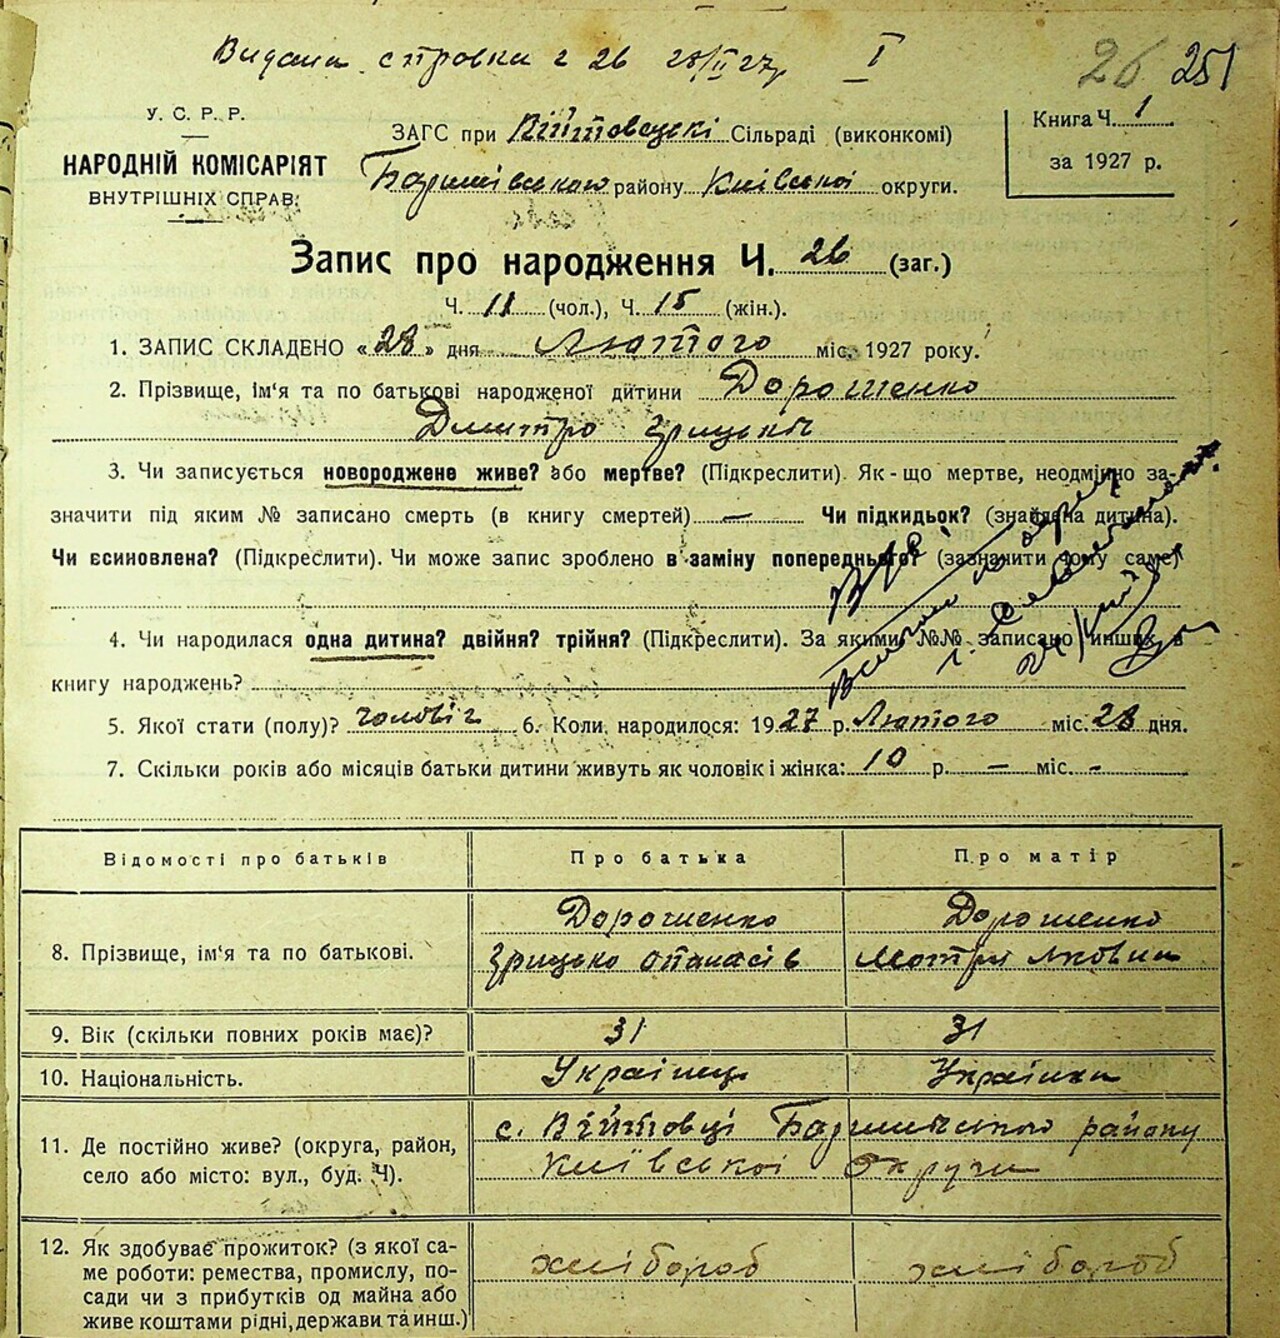 Видана справка г 26 28/II 27р I
26 251
У. С. Р. Р.
НАРОДНІЙ КОМІСАРІЯТ
ВНУТРІШНІХ СПРАВ.
ЗАГС при Війтовецькі Сільраді (виконкомі)
Баришівського району Київської округи.
Книга Ч. 1
за 1927 р.
Запис про народження Ч. 26 (заг.)
Ч. 11 (чол.), Ч. 15 (жін.).
1. ЗАПИС СКЛАДЕНО «28» дня Лютого міс. 1927 року.
2. Прізвище, ім'я та по батькові народженої дитини Дорошенко
Дмитро Грицьків
3. Чи записується новороджене живе? або мертве? (Підкреслити). Як-що мертве, неодмінно за-
значити під яким № записано смерть (в книгу смертей) — Чи підкидьок? (знайдена дитина).
Чи єсиновлена? (Підкреслити). Чи може запис зроблено в заміну попереднього? (зазначити чому саме)
4. Чи народилася одна дитина? двійня? трійня? (Підкреслити). За якими №№ записано инших в
книгу народжень?
5. Якої стати (полу)? чоловіч 6. Коли народилося: 1927 р. Лютого міс. 28 дня.
7. Скільки років або місяців батьки дитини живуть як чоловік і жінка: 10 р. — міс. -
Відомості про батьків Про батька Про матір
8. Прізвище, ім'я та по батькові. Дорошенко Грицько Опанасів Дорошенко Мотря Яковин
9. Вік (скільки повних років має)? 31 31
10. Національність. Українець Українка
11. Де постійно живе? (округа, район,
село або місто: вул., буд. Ч).
с. Війтовці Баришівського району
Київської Округи
12. Як здобуває прожиток? (з якої са-
ме роботи: ремества, промислу, по-
сади чи з прибутків од майна або
живе коштами рідні, держави та инш.)
хлібороб хлібороб